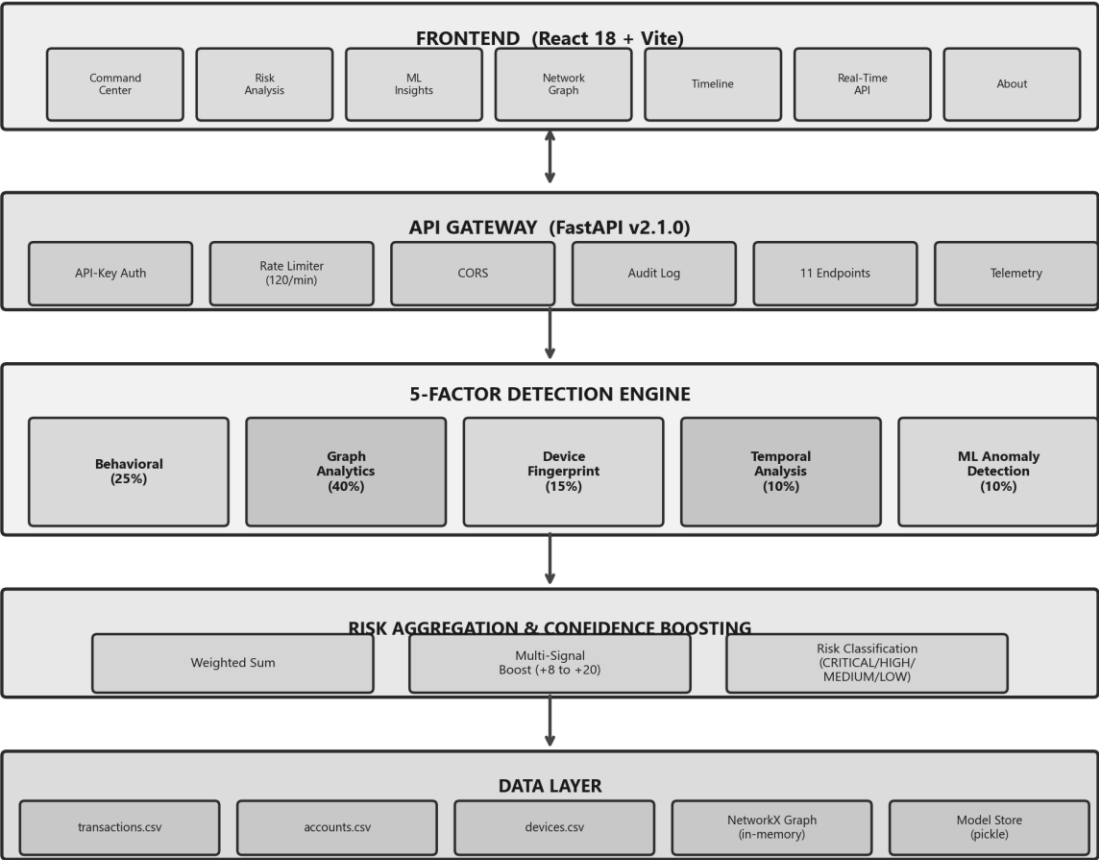 FRONTEND  (React 18 + Vite)
Command
Center
Risk
Analysis
ML
Insights
Network
Graph
Timeline
Real-Time
API
About
API GATEWAY  (FastAPI v2.1.0)
API-Key Auth
Rate Limiter
(120/min)
CORS
Audit Log
11 Endpoints
Telemetry
5-FACTOR DETECTION ENGINE
Behavioral
(25%)
Graph
Analytics
(40%)
Device
Fingerprint
(15%)
Temporal
Analysis
(10%)
ML Anomaly
Detection
(10%)
RISK AGGREGATION & CONFIDENCE BOOSTING
Weighted Sum
Multi-Signal
Boost (+8 to +20)
Risk Classification
(CRITICAL/HIGH/
MEDIUM/LOW)
DATA LAYER
transactions.csv
accounts.csv
devices.csv
NetworkX Graph
(in-memory)
Model Store
(pickle)